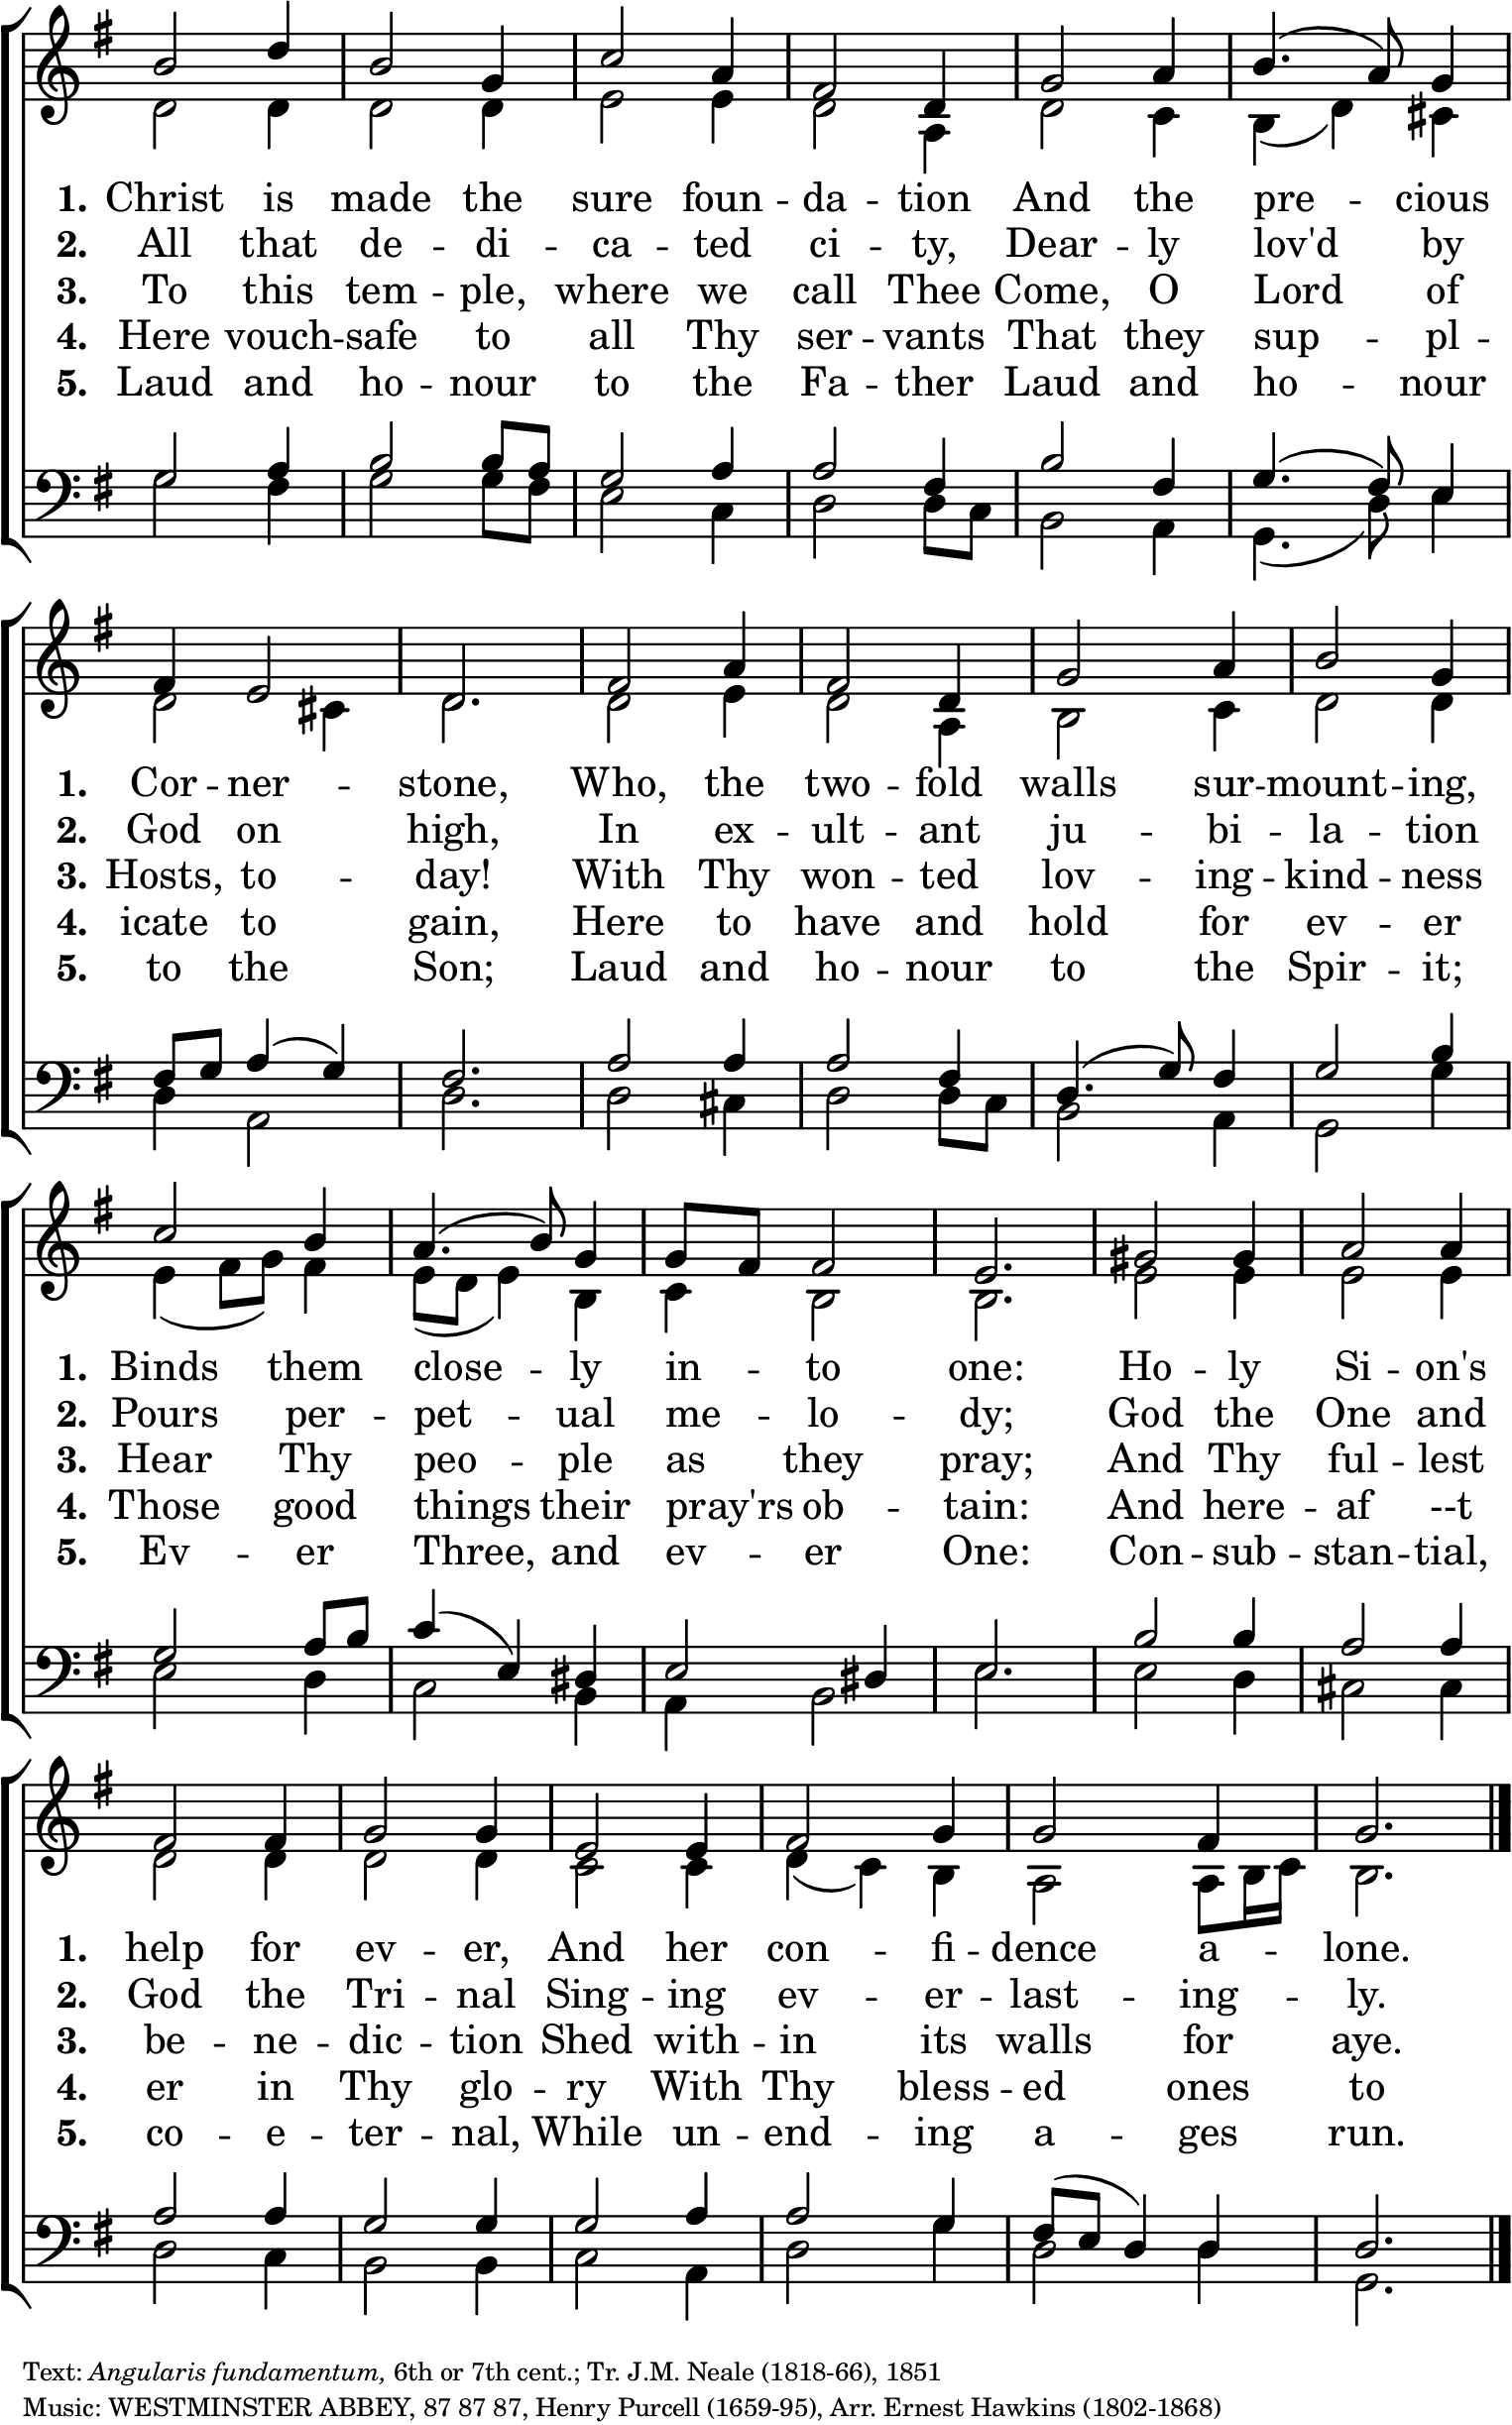 1. Christ is made the sure foun -- da -- tion And the pre -- cious
2. All that de -- di -- ca -- ted ci -- ty, Dear -- ly lov'd by
3. To this tem -- ple, where we call Thee Come, O Lord of
4. Here vouch -- safe to all Thy ser -- vants That they sup -- pl --
5. Laud and ho -- nour to the Fa -- ther Laud and ho -- nour
1. Cor -- ner -- stone, Who, the two -- fold walls sur -- mount -- ing,
2. God on high, In ex -- ult -- ant ju -- bi -- la -- tion
3. Hosts, to -- day! With Thy won -- ted lov -- ing -- kind -- ness
4. icate to gain, Here to have and hold for ev -- er
5. to the Son; Laud and ho -- nour to the Spir -- it;
1. Binds them close -- ly in -- to one: Ho -- ly Si -- on's
2. Pours per -- pet -- ual me -- lo -- dy; God the One and
3. Hear Thy peo -- ple as they pray; And Thy ful -- lest
4. Those good things their pray'rs ob -- tain: And here -- af --t
5. Ev -- er Three, and ev -- er One: Con -- sub -- stan -- tial,
1. help for ev -- er, And her con -- fi -- dence a -- lone.
2. God the Tri -- nal Sing -- ing ev -- er -- last -- ing -- ly.
3. be -- ne -- dic -- tion Shed with -- in its walls for aye.
4. er in Thy glo -- ry With Thy bless -- ed ones to
5. co -- e -- ter -- nal, While un -- end -- ing a -- ges run.
Text: Angularis fundamentum, 6th or 7th cent.; Tr. J.M. Neale (1818-66), 1851
Music: WESTMINSTER ABBEY, 87 87 87, Henry Purcell (1659-95), Arr. Ernest Hawkins (1802-1868)